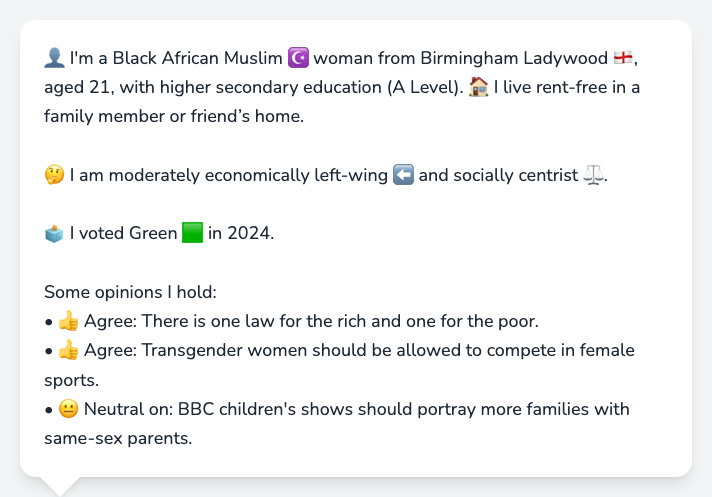 👤 I'm a Black African Muslim ☪️ woman from Birmingham Ladywood 🏴󠁧󠁢󠁥󠁮󠁧󠁿,
aged 21, with higher secondary education (A Level). 🏠 I live rent-free in a
family member or friend’s home.
🤔 I am moderately economically left-wing ⬅️ and socially centrist ⚖️.
🗳️ I voted Green 🟩 in 2024.
Some opinions I hold:
• 👍 Agree: There is one law for the rich and one for the poor.
• 👍 Agree: Transgender women should be allowed to compete in female
sports.
• 😐 Neutral on: BBC children's shows should portray more families with
same-sex parents.